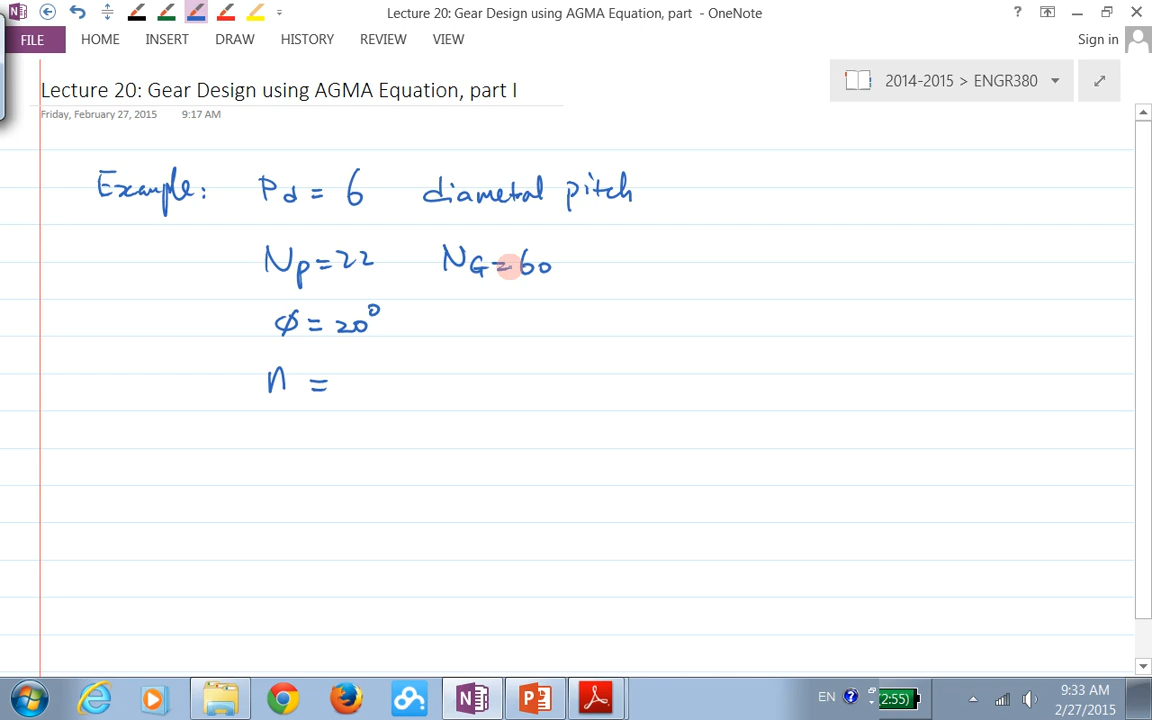 Lecture 20: Gear Design using AGMA Equation, part - OneNote
?
FILE HOME INSERT DRAW HISTORY REVIEW VIEW
Sign in
Lecture 20: Gear Design using AGMA Equation, part I
2014-2015 > ENGR380
Friday, February 27, 2015 9:17 AM
Example: Pd = 6 diametral pitch
Np = 22 NG = 60
φ = 20°
n =
EN ? 2:55)
9:33 AM
2/27/2015